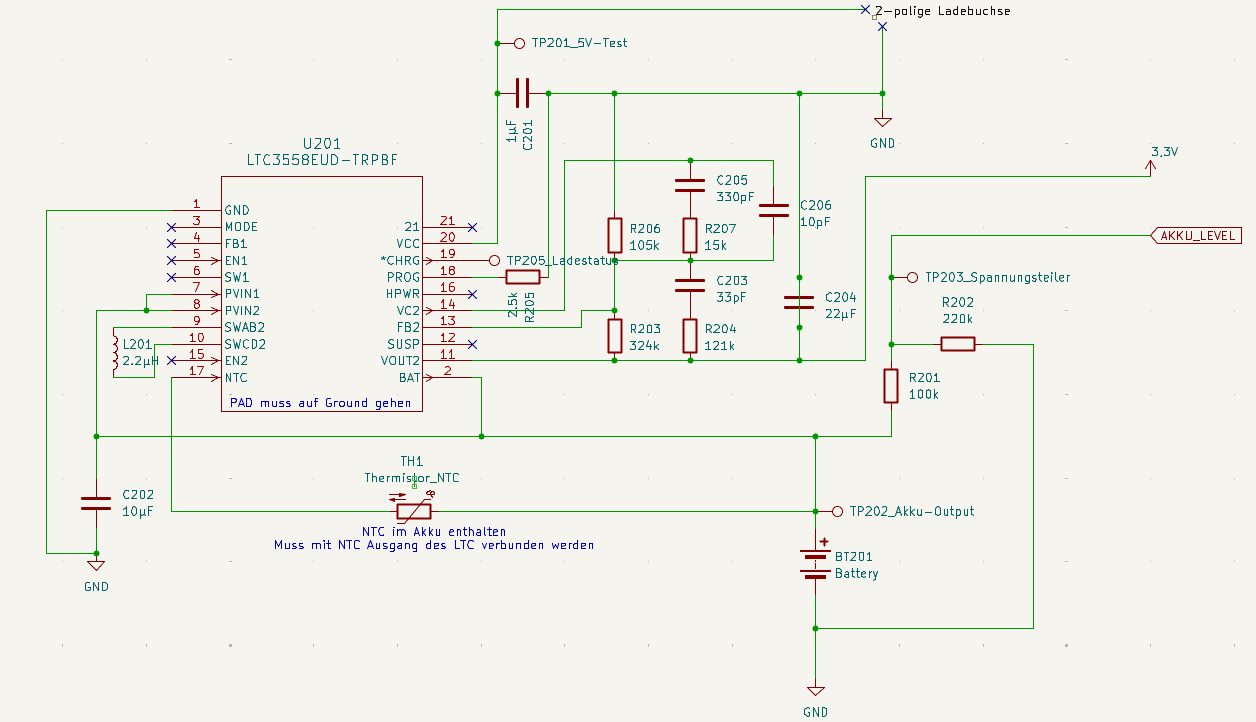 2-polige Ladebuchse
TP201_5V-Test
1µF
C201
GND
U201
LTC3558EUD-TRPBF
3,3V
C205
330pF
C206
10pF
R206
105k
R207
15k
AKKU_LEVEL
1 GND
3 MODE
4 FB1
5 EN1
6 SW1
7 PVIN1
8 PVIN2
9 SWAB2
10 SWCD2
15 EN2
17 NTC
21 21
VCC 20
*CHRG 19
PROG 18
HPWR 16
VC2 14
FB2 13
SUSP 12
VOUT2 11
BAT 2
TP205_Ladestatus
2.5k
R205
C203
33pF
C204
22µF
TP203_Spannungsteiler
R202
220k
R203
324k
R204
121k
L201
2.2µH
R201
100k
PAD muss auf Ground gehen
TH1
Thermistor_NTC
C202
10µF
NTC im Akku enthalten
Muss mit NTC Ausgang des LTC verbunden werden
TP202_Akku-Output
BT201
Battery
GND
GND